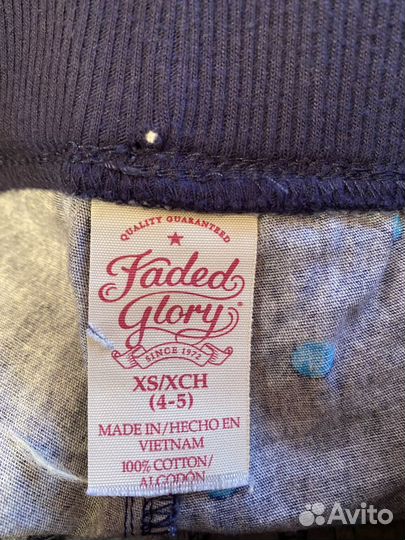 QUALITY GUARANTEED
Faded
Glory
SINCE 1972
XS/XCH
(4-5)
MADE IN/HECHO EN
VIETNAM
100% COTTON/
ALGODÓN
Avito